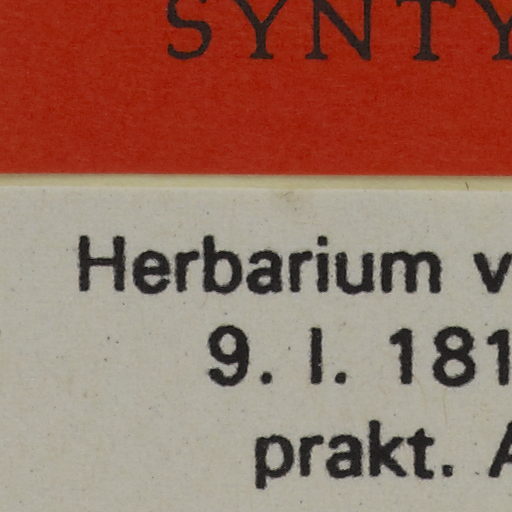 SYNTY
Herbarium v
9. I. 181
prakt. A